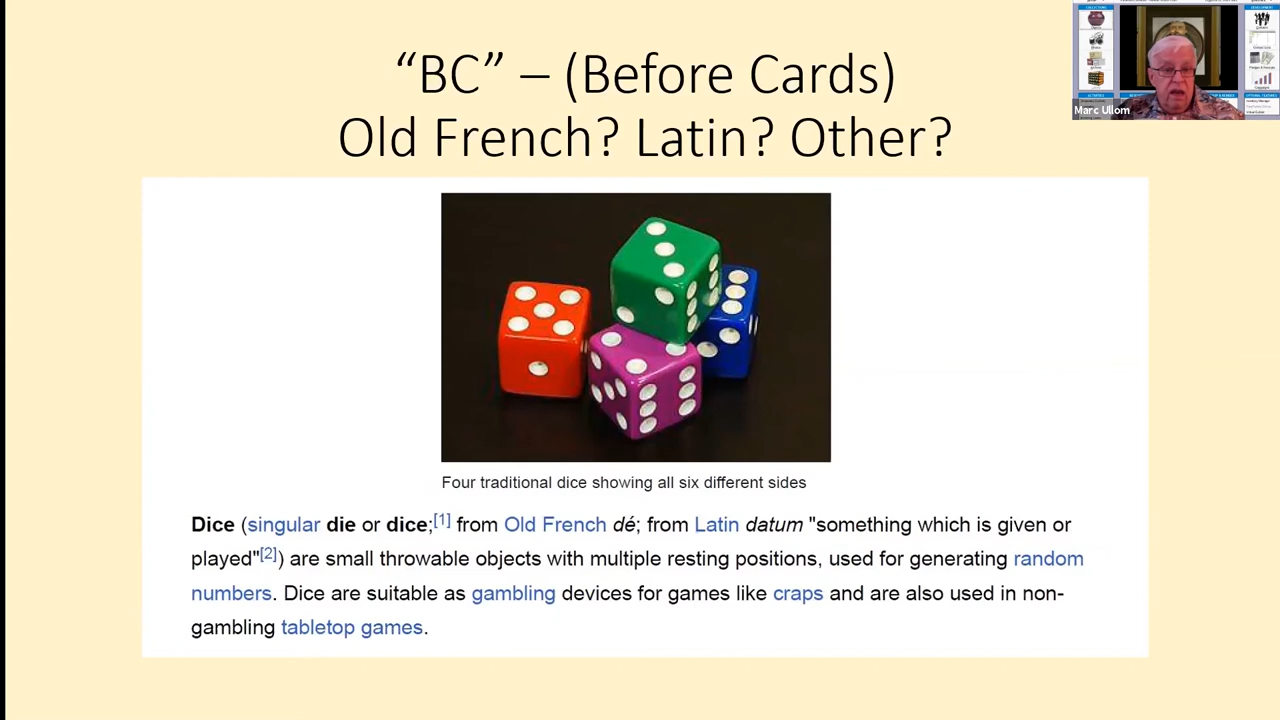 “BC” – (Before Cards)
Old French? Latin? Other?
Marc Ullom
Four traditional dice showing all six different sides
Dice (singular die or dice;[1] from Old French dé; from Latin datum "something which is given or
played"[2]) are small throwable objects with multiple resting positions, used for generating random
numbers. Dice are suitable as gambling devices for games like craps and are also used in non-
gambling tabletop games.